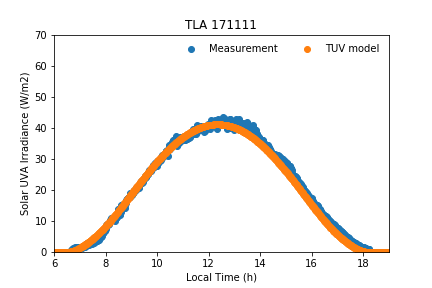 TLA 171111
Measurement TUV model
70
60
50
40
30
20
10
0
Solar UVA Irradiance (W/m2)
6 8 10 12 14 16 18
Local Time (h)